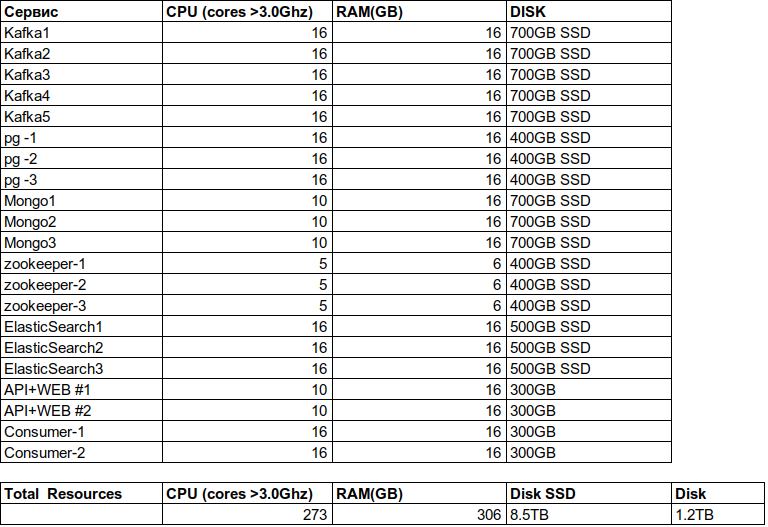 Сервис CPU (cores >3.0Ghz) RAM(GB) DISK
Kafka1 16 16 700GB SSD
Kafka2 16 16 700GB SSD
Kafka3 16 16 700GB SSD
Kafka4 16 16 700GB SSD
Kafka5 16 16 700GB SSD
pg -1 16 16 400GB SSD
pg -2 16 16 400GB SSD
pg -3 16 16 400GB SSD
Mongo1 10 16 700GB SSD
Mongo2 10 16 700GB SSD
Mongo3 10 16 700GB SSD
zookeeper-1 5 6 400GB SSD
zookeeper-2 5 6 400GB SSD
zookeeper-3 5 6 400GB SSD
ElasticSearch1 16 16 500GB SSD
ElasticSearch2 16 16 500GB SSD
ElasticSearch3 16 16 500GB SSD
API+WEB #1 10 16 300GB
API+WEB #2 10 16 300GB
Consumer-1 16 16 300GB
Consumer-2 16 16 300GB
Total Resources CPU (cores >3.0Ghz) RAM(GB) Disk SSD Disk
273 306 8.5TB 1.2TB